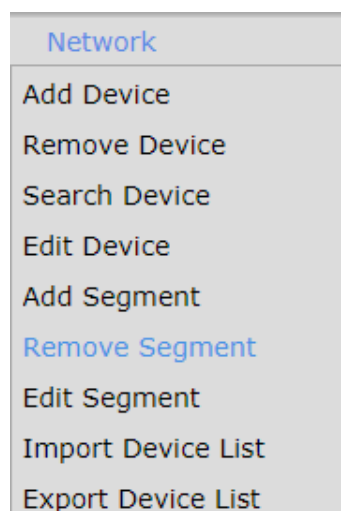 Network
Add Device
Remove Device
Search Device
Edit Device
Add Segment
Remove Segment
Edit Segment
Import Device List
Export Device List